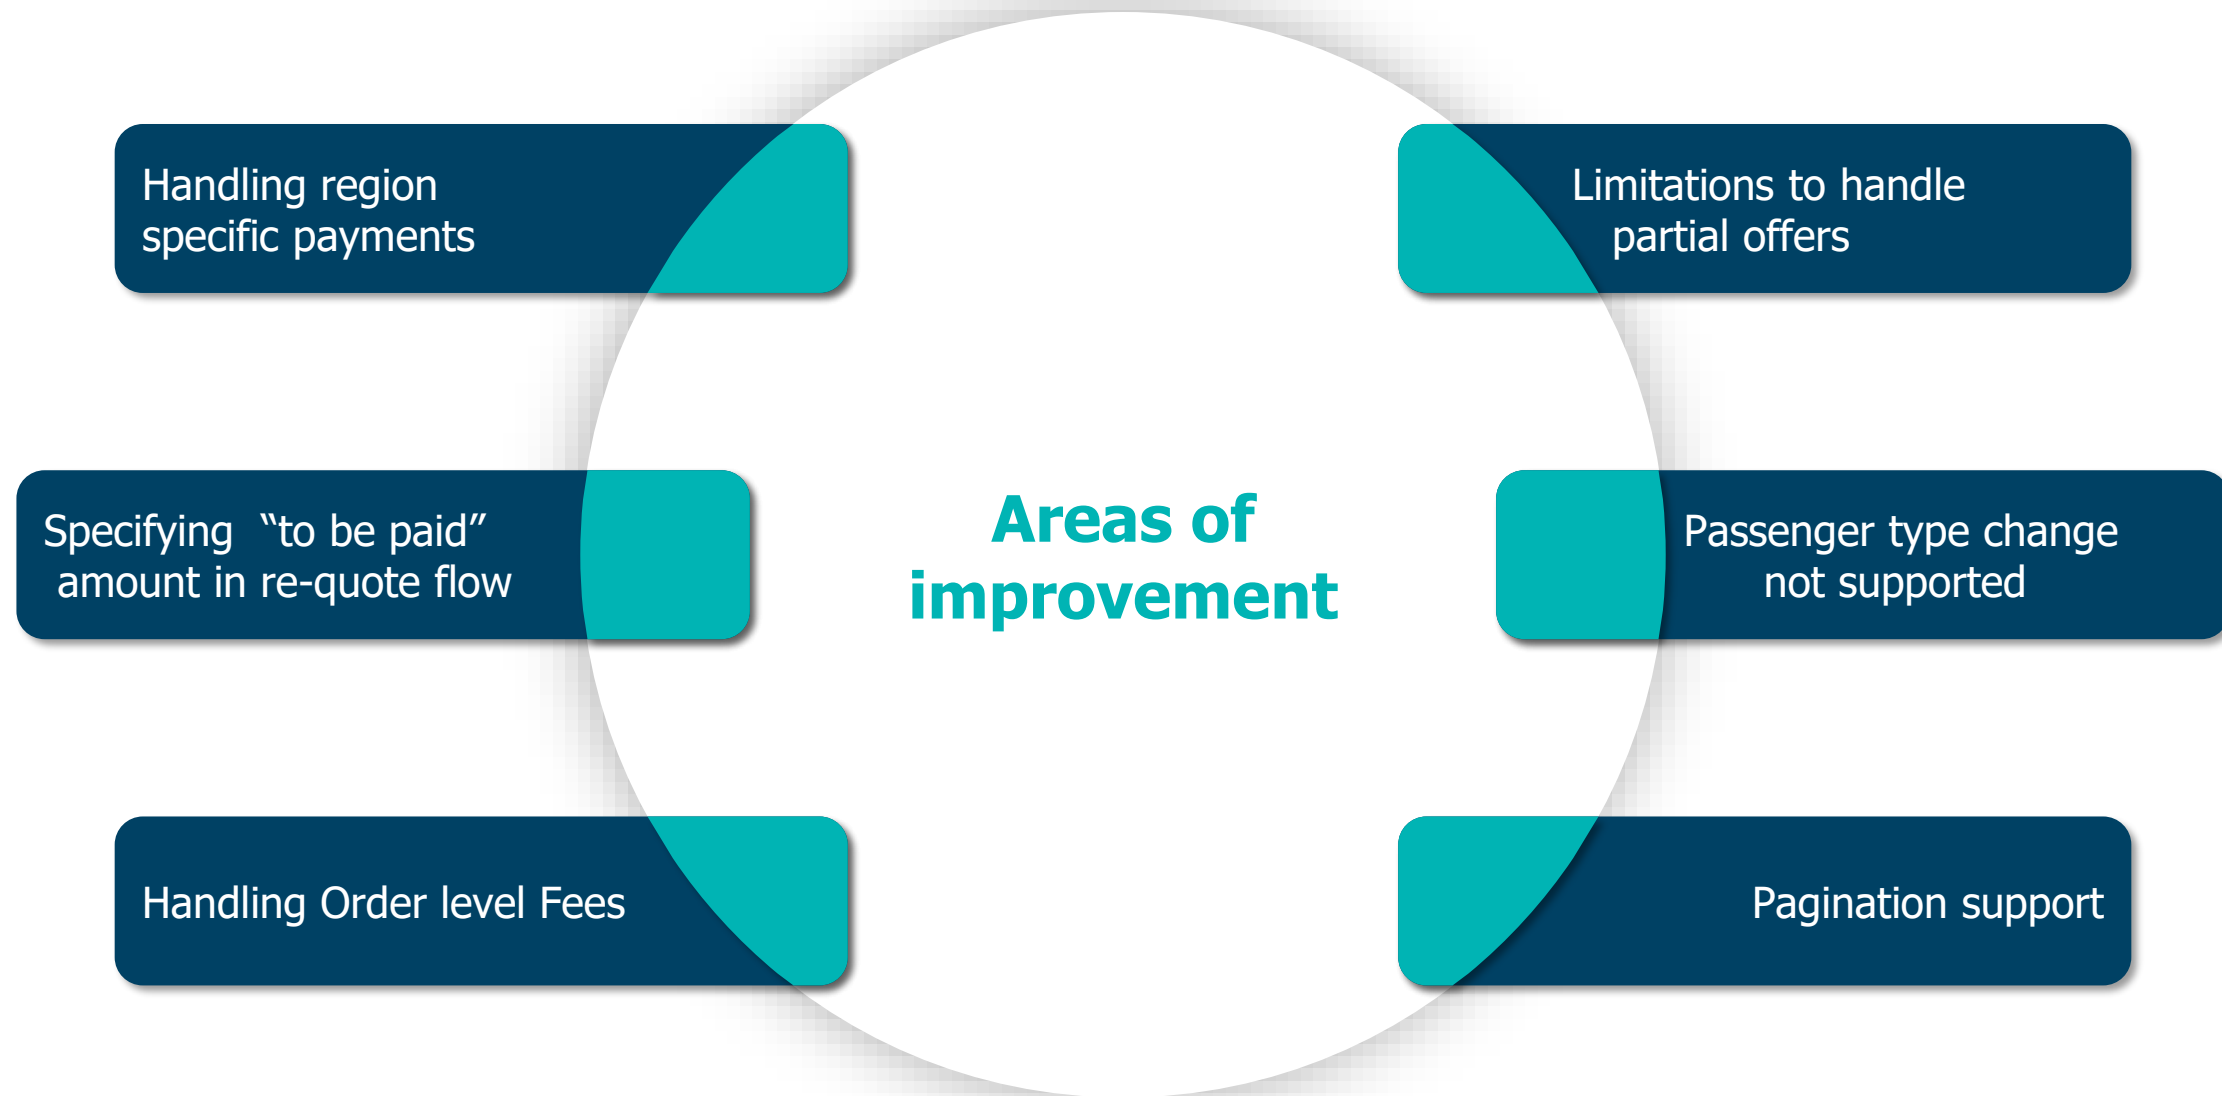 Handling region
specific payments
Limitations to handle
partial offers
Specifying  “to be paid”
amount in re-quote flow
Areas of
improvement
Passenger type change
not supported
Handling Order level Fees
Pagination support